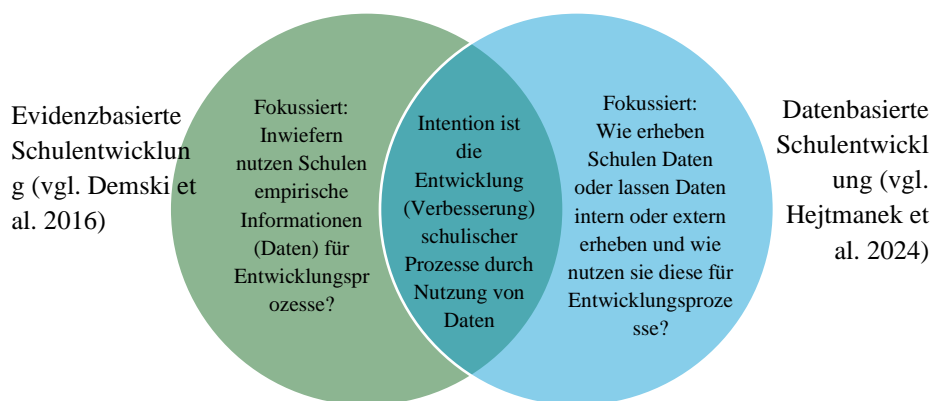 Evidenzbasierte
Schulentwicklun
g (vgl. Demski et
al. 2016)
Fokussiert:
Inwiefern
nutzen Schulen
empirische
Informationen
(Daten) für
Entwicklungspr
ozesse?
Intention ist
die
Entwicklung
(Verbesserung)
schulischer
Prozesse durch
Nutzung von
Daten
Fokussiert:
Wie erheben
Schulen Daten
oder lassen Daten
intern oder extern
erheben und wie
nutzen sie diese für
Entwicklungsproze
sse?
Datenbasierte
Schulentwickl
ung (vgl.
Hejtmanek et
al. 2024)